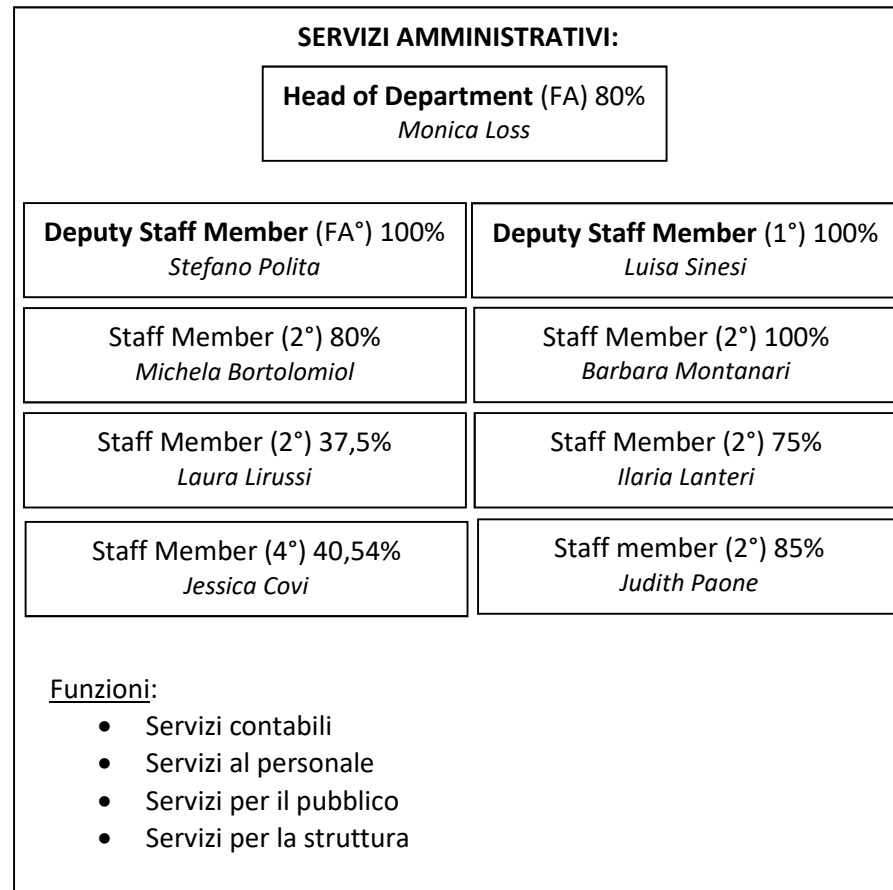 SERVIZI AMMINISTRATIVI:
Head of Department (FA) 80%
Monica Loss
Deputy Staff Member (FA°) 100%
Stefano Polita
Deputy Staff Member (1°) 100%
Luisa Sinesi
Staff Member (2°) 80%
Michela Bortolomiol
Staff Member (2°) 100%
Barbara Montanari
Staff Member (2°) 37,5%
Laura Lirussi
Staff Member (2°) 75%
Ilaria Lanteri
Staff Member (4°) 40,54%
Jessica Covi
Staff member (2°) 85%
Judith Paone
Funzioni:
• Servizi contabili
• Servizi al personale
• Servizi per il pubblico
• Servizi per la struttura